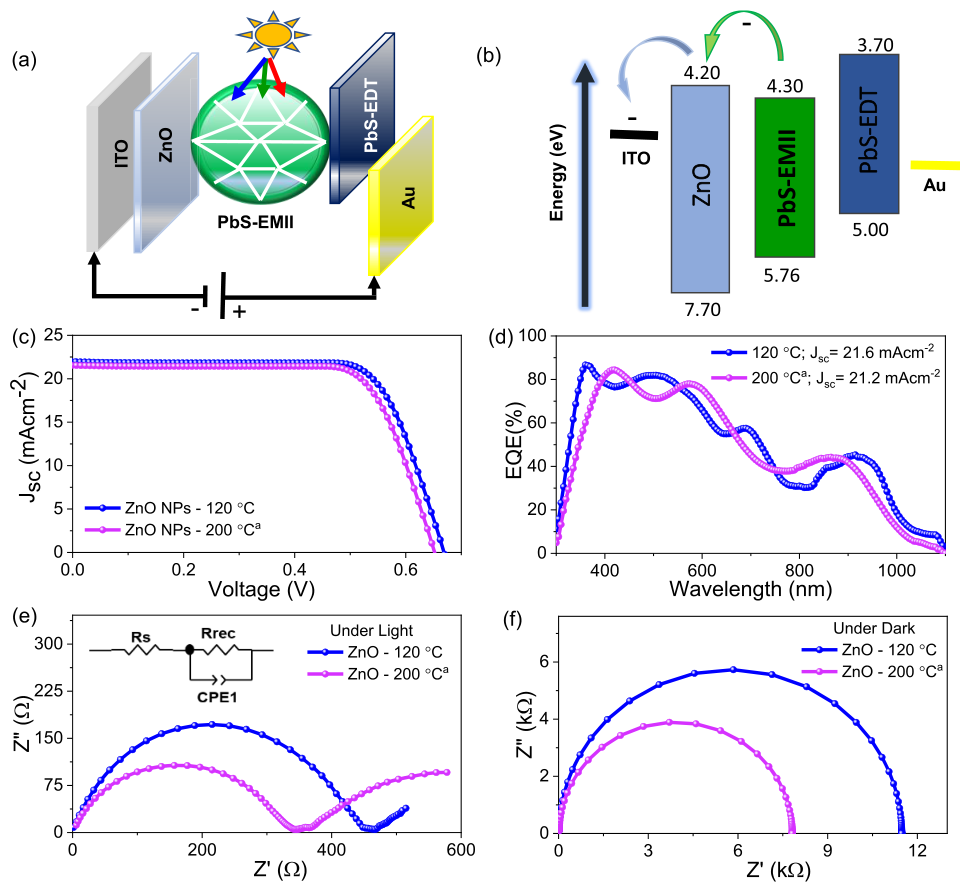 (a)
ITO
ZnO
PbS-EMII
PbS-EDT
Au
-
+
(b)
Energy (eV)
-
ITO
-
4.20
ZnO
7.70
4.30
PbS-EMII
5.76
3.70
PbS-EDT
5.00
Au
(c)
J_SC (mAcm⁻²)
25
20
15
10
5
0
ZnO NPs - 120 °C
ZnO NPs - 200 °Cᵃ
0.0 0.2 0.4 0.6
Voltage (V)
(d)
EQE(%)
100
80
60
40
20
0
120 °C; J_sc= 21.6 mAcm⁻²
200 °Cᵃ; J_sc= 21.2 mAcm⁻²
400 600 800 1000
Wavelength (nm)
(e)
Z'' (Ω)
300
225
150
75
0
Rs
Rrec
CPE1
Under Light
ZnO - 120 °C
ZnO - 200 °Cᵃ
0 200 400 600
Z' (Ω)
(f)
Z'' (kΩ)
6
4
2
0
Under Dark
ZnO - 120 °C
ZnO - 200 °Cᵃ
0 3 6 9 12
Z' (kΩ)